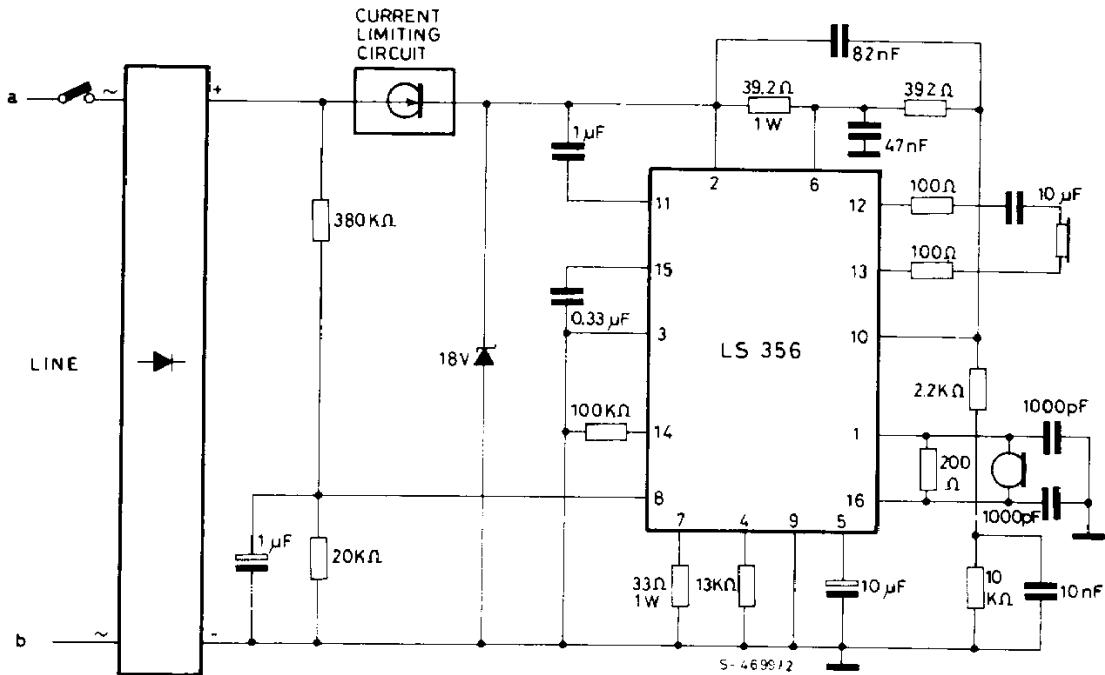 CURRENT
LIMITING
CIRCUIT
a
~
+
82nF
39.2Ω
1W
392Ω
47nF
1μF
2
6
11
12
100Ω
10μF
380KΩ
15
13
100Ω
0.33μF
3
LS 356
10
LINE
18V
2.2KΩ
100KΩ
14
1
1000pF
200
Ω
8
16
1000pF
7
4
9
5
1μF
20KΩ
33Ω
1W
13KΩ
10μF
10
KΩ
10nF
b
~
-
S-4699/2